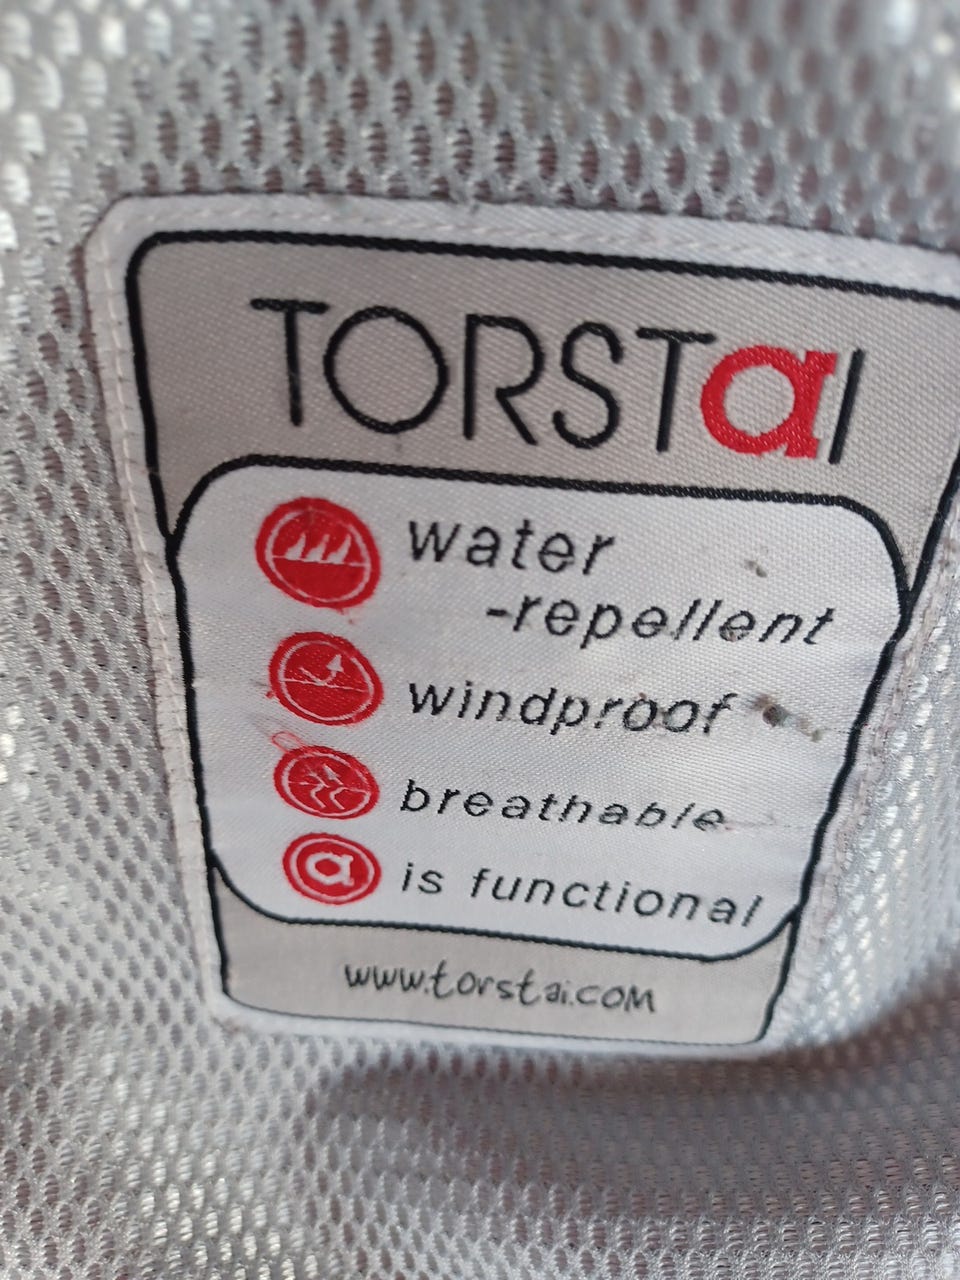 TORSTaI
water
-repellent
windproof
breathable
a is functional
www.torstai.com